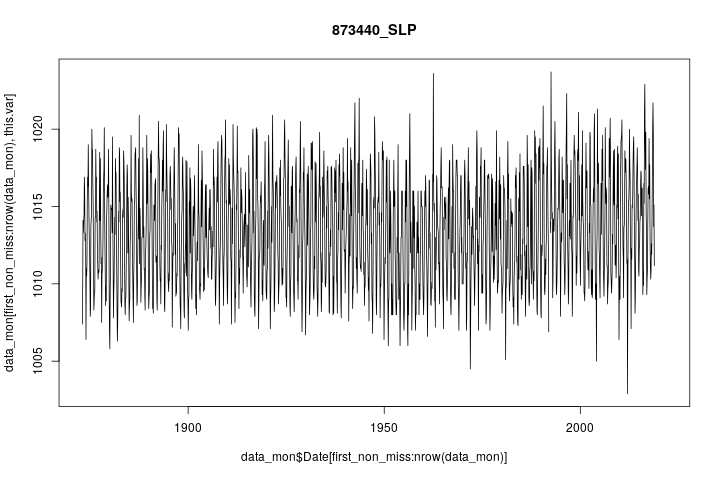 873440_SLP
data_mon[first_non_miss:nrow(data_mon), this.var]
1020
1015
1010
1005
1900
1950
2000
data_mon$Date[first_non_miss:nrow(data_mon)]